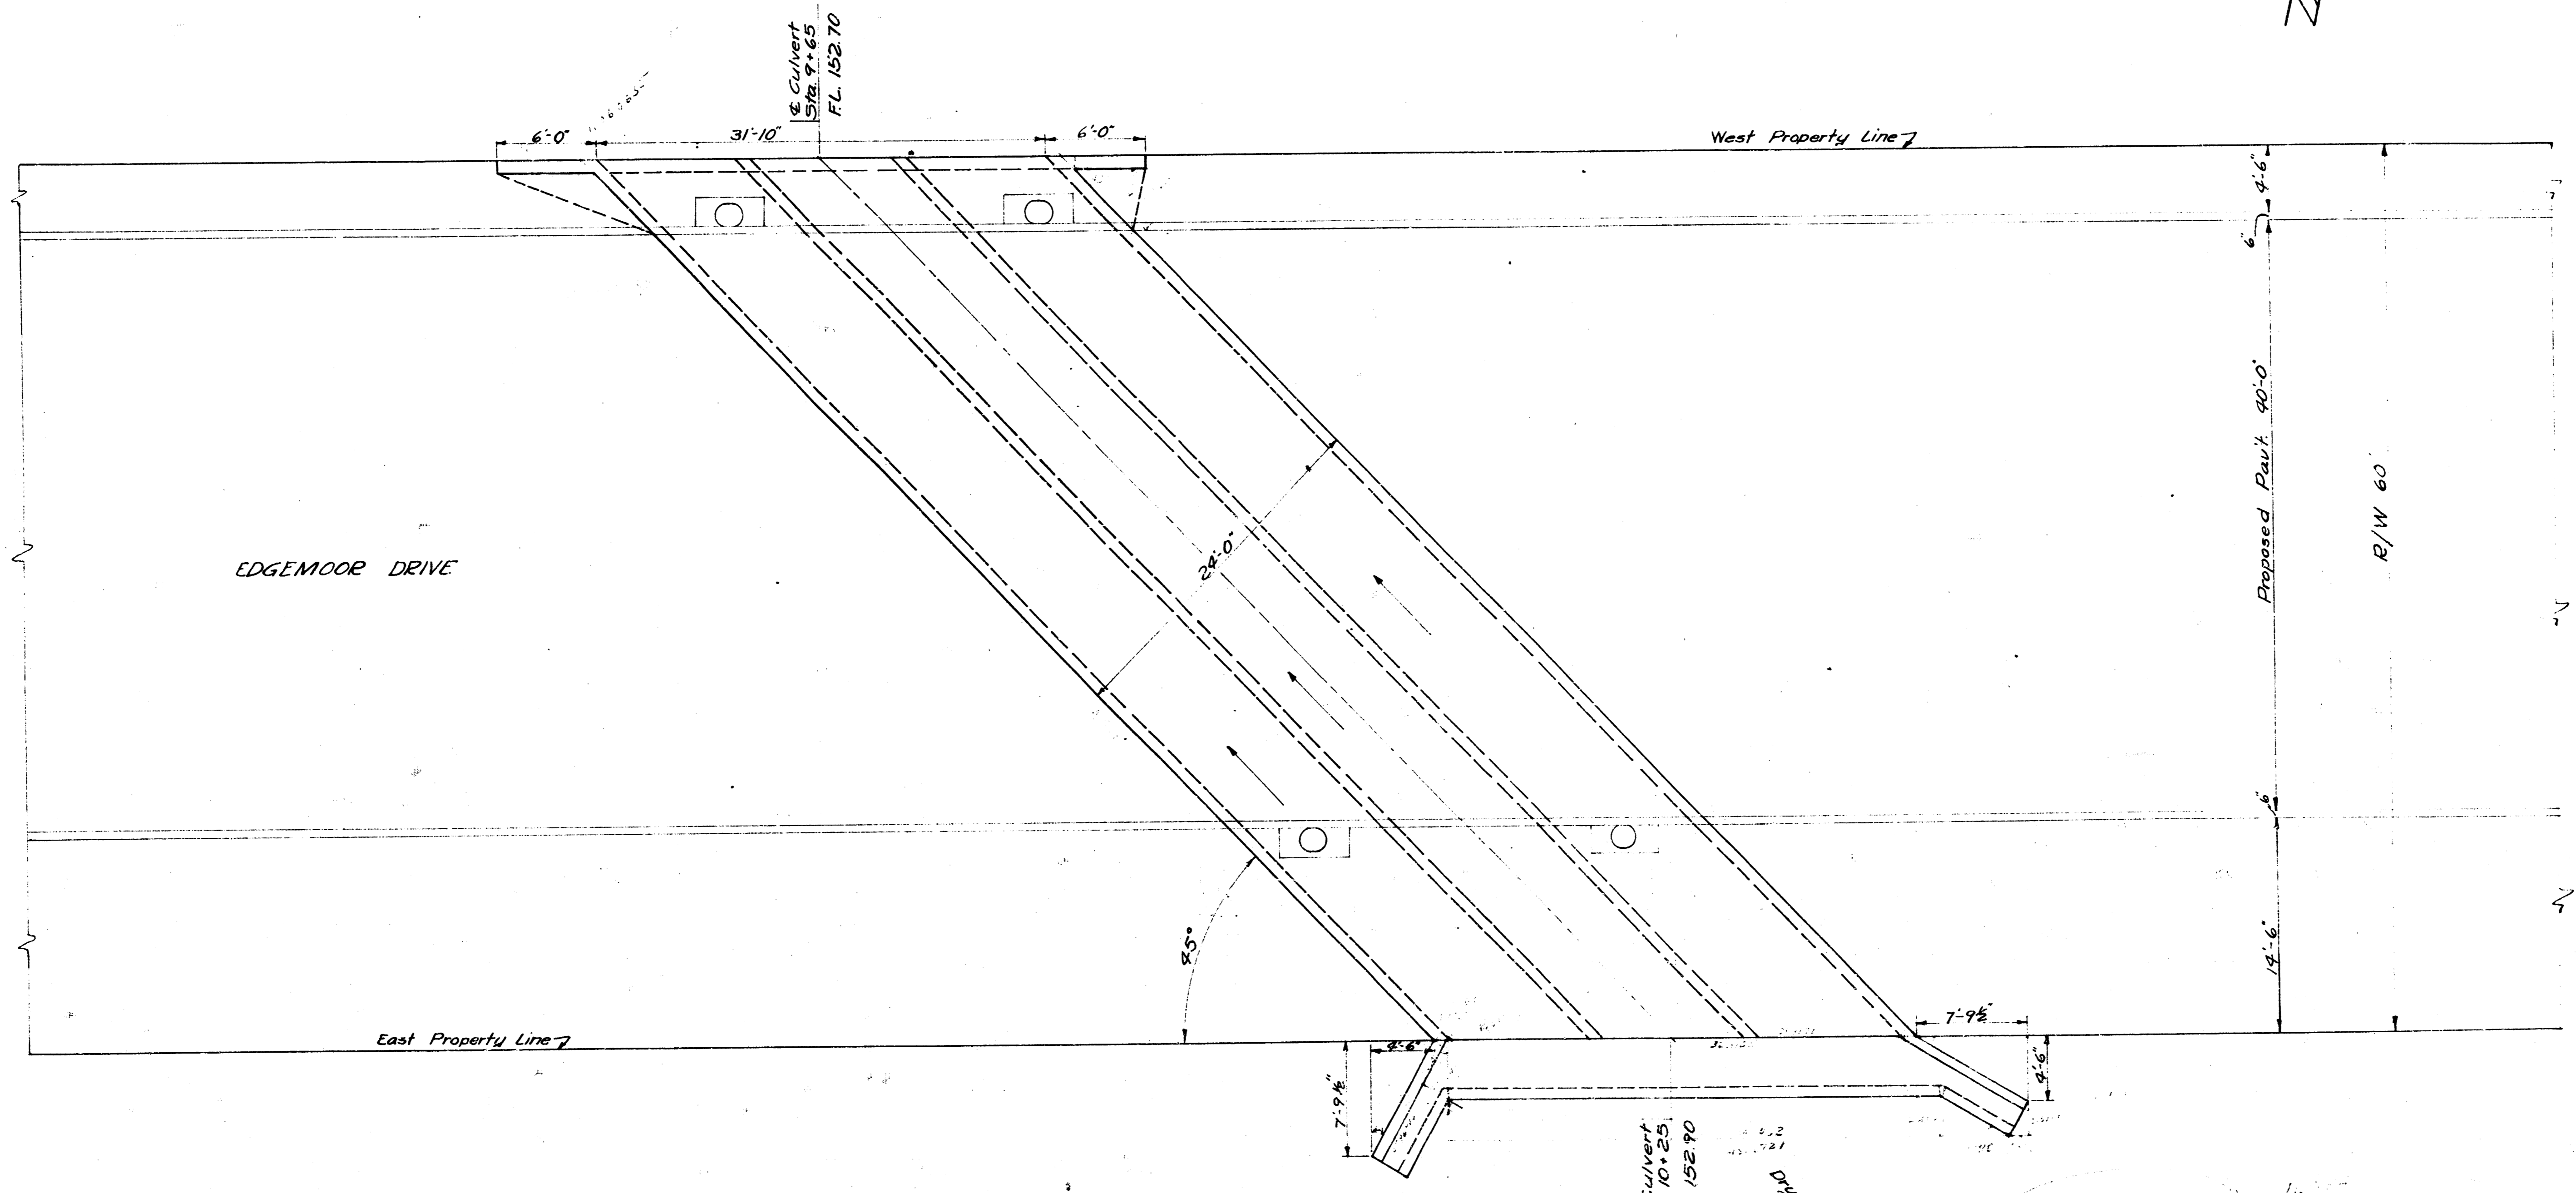 N
℄ Culvert
Sta. 9+65
F.L. 152.70
6'-0"
31'-10"
6'-0"
West Property Line
4'-6"
6"
EDGEMOOR DRIVE
24'-0"
Proposed Pav't. 40'-0"
R/W 60'
6"
45°
14'-6"
East Property Line
7'-9½"
4'-6"
4'-6"
7'-9½"
Culvert
10+25
152.90